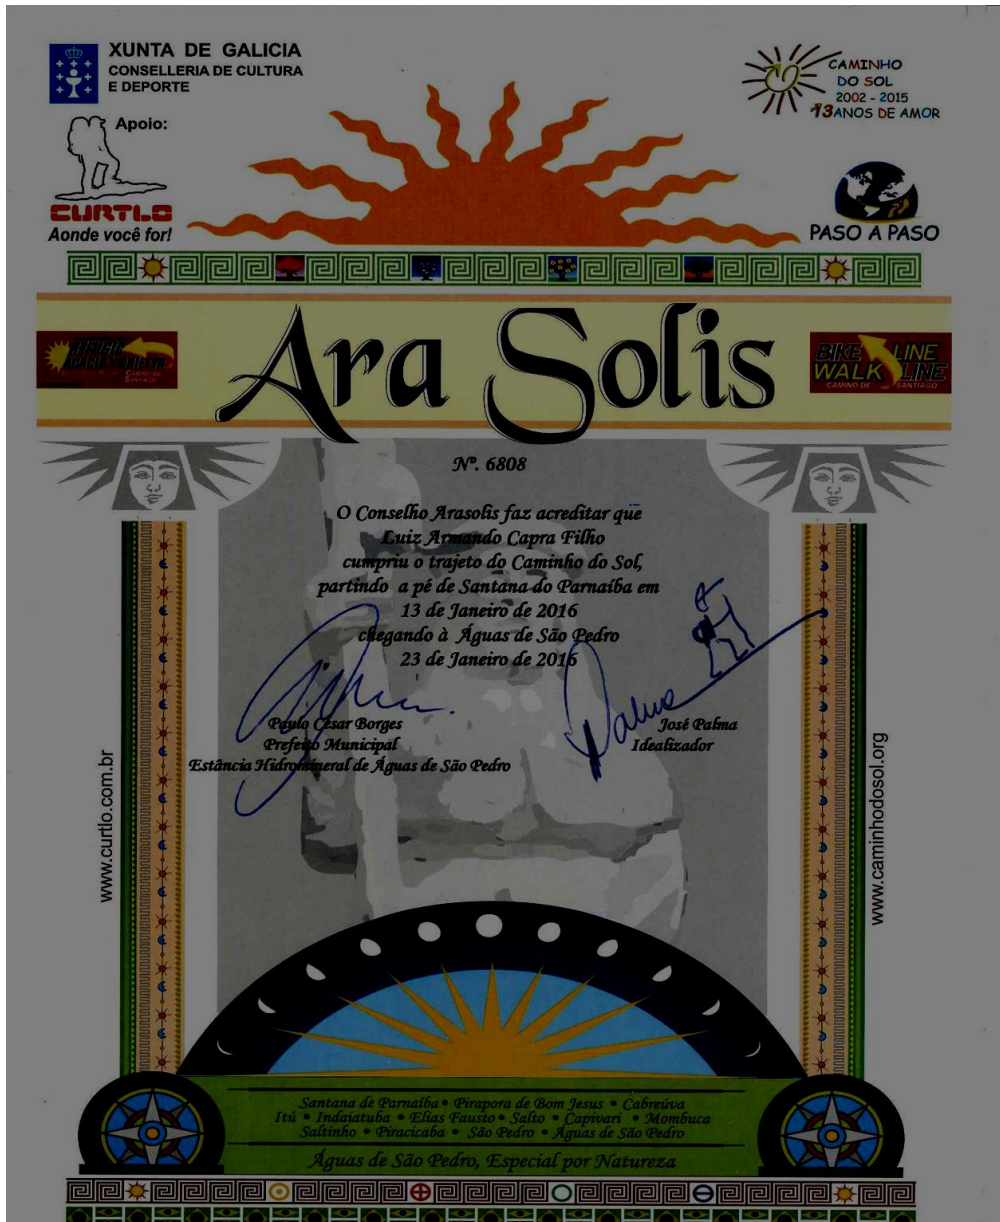 XUNTA DE GALICIA
CONSELLERIA DE CULTURA
E DEPORTE
Apoio:
CURTLO
Aonde você for!
CAMINHO
DO SOL
2002 - 2015
13 ANOS DE AMOR
PASO A PASO
Ara Solis
BIKE LINE
WALK LINE
CAMINO DE SANTIAGO
Nº. 6808
O Conselho Arasolis faz acreditar que
Luiz Armando Capra Filho
cumpriu o trajeto do Caminho do Sol,
partindo a pé de Santana do Parnaíba em
13 de Janeiro de 2016
chegando à Águas de São Pedro
23 de Janeiro de 2016
Paulo César Borges
Prefeito Municipal
Estância Hidromineral de Águas de São Pedro
José Palma
Idealizador
www.curtlo.com.br
www.caminhodosol.org
Santana de Parnaíba • Pirapora de Bom Jesus • Cabreúva
Itú • Indaiatuba • Elias Fausto • Salto • Capivari • Mombuca
Saltinho • Piracicaba • São Pedro • Águas de São Pedro
Águas de São Pedro, Especial por Natureza